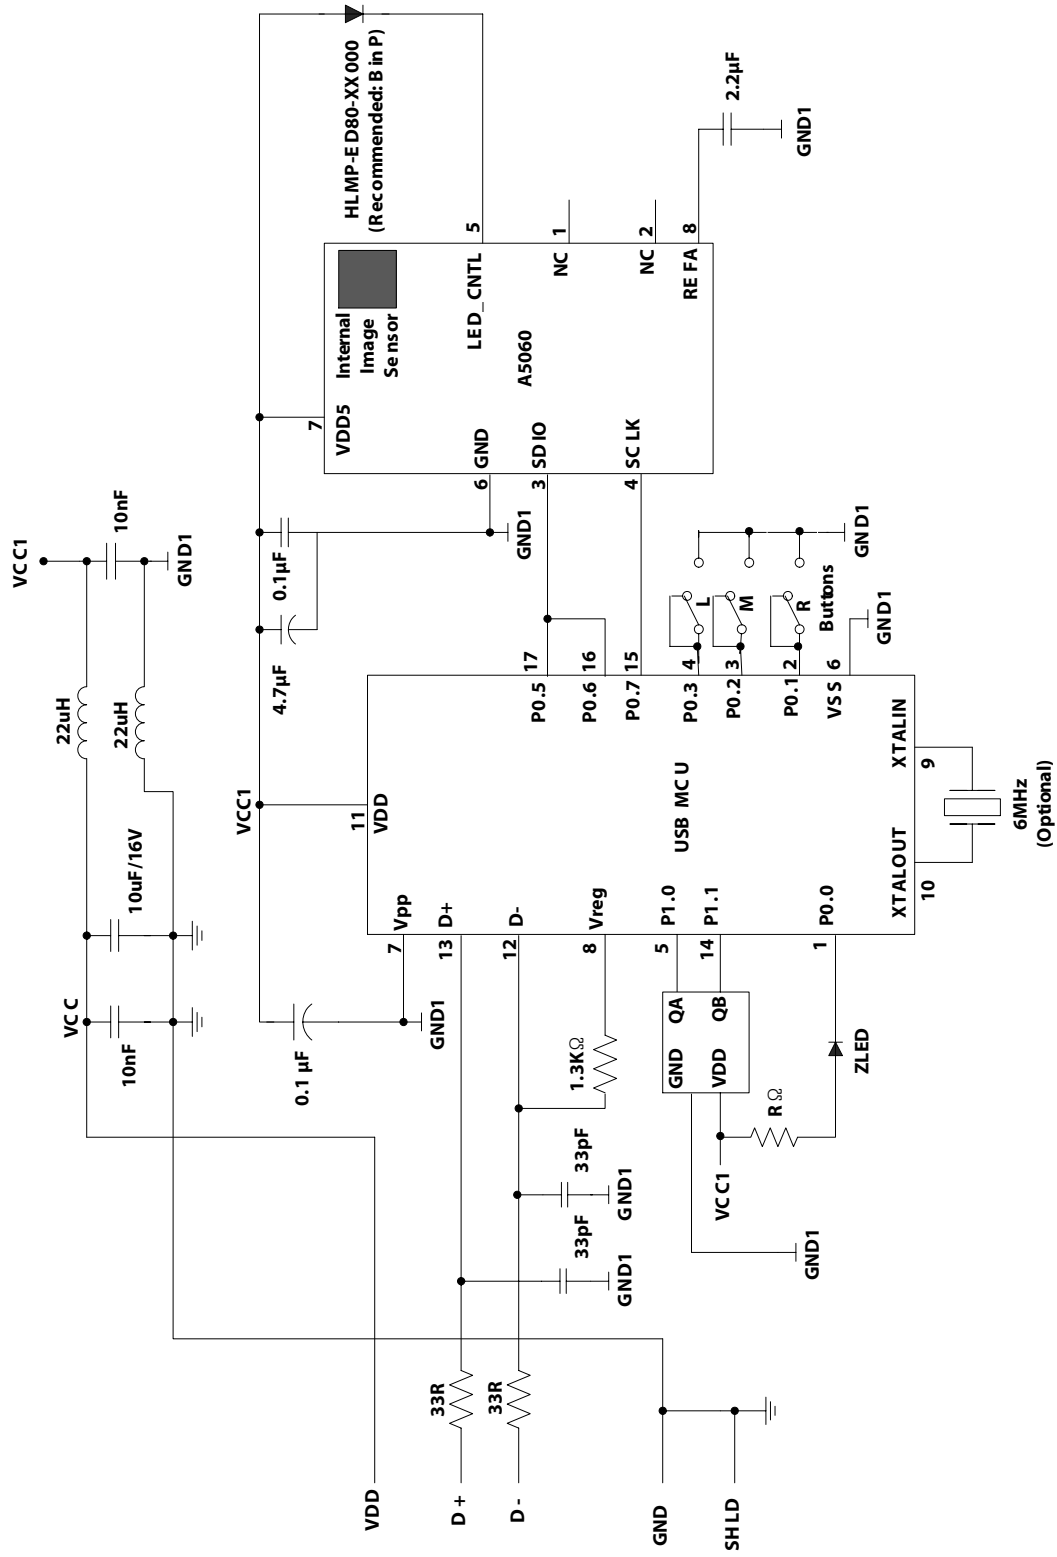 VCC1
10nF
GND1
22uH
22uH
10uF/16V
VCC
10nF
HLMP-ED80-XX000
(Recommended: B in P)
Internal
Image
Sensor
A5060
7
VDD5
LED_CNTL
5
NC
1
NC
2
REFA
8
2.2µF
GND1
6
GND
3
SDIO
4
SCLK
GND1
0.1µF
4.7µF
VCC1
11
VDD
USB MCU
P0.5
17
P0.6
16
P0.7
15
P0.3
4
P0.2
3
P0.1
2
VSS
6
L
M
R
Buttons
GND1
GND1
XTALIN
9
XTALOUT
10
6MHz
(Optional)
7
Vpp
13
D+
12
D-
8
Vreg
5
P1.0
14
P1.1
1
P0.0
0.1 µF
GND1
1.3KΩ
GND
QA
VDD
QB
ZLED
R Ω
VCC1
GND1
33pF
GND1
33pF
GND1
33R
33R
VDD
D+
D-
GND
SHLD